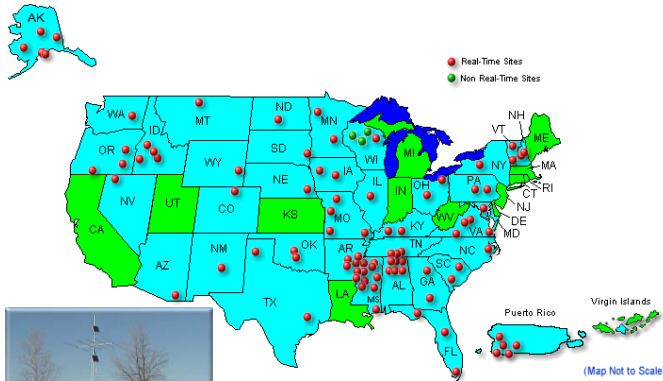 AK
Real-Time Sites
Non Real-Time Sites
WA
MT
ND
MN
NH
VT
ME
ID
OR
SD
WI
MI
NY
MA
WY
IA
RI
NE
IL
OH
PA
CT
NV
IN
NJ
UT
CO
DE
KS
MO
WV
VA
MD
CA
KY
OK
AR
TN
NC
AZ
NM
SC
MS
AL
GA
TX
LA
FL
Puerto Rico
Virgin Islands
(Map Not to Scale